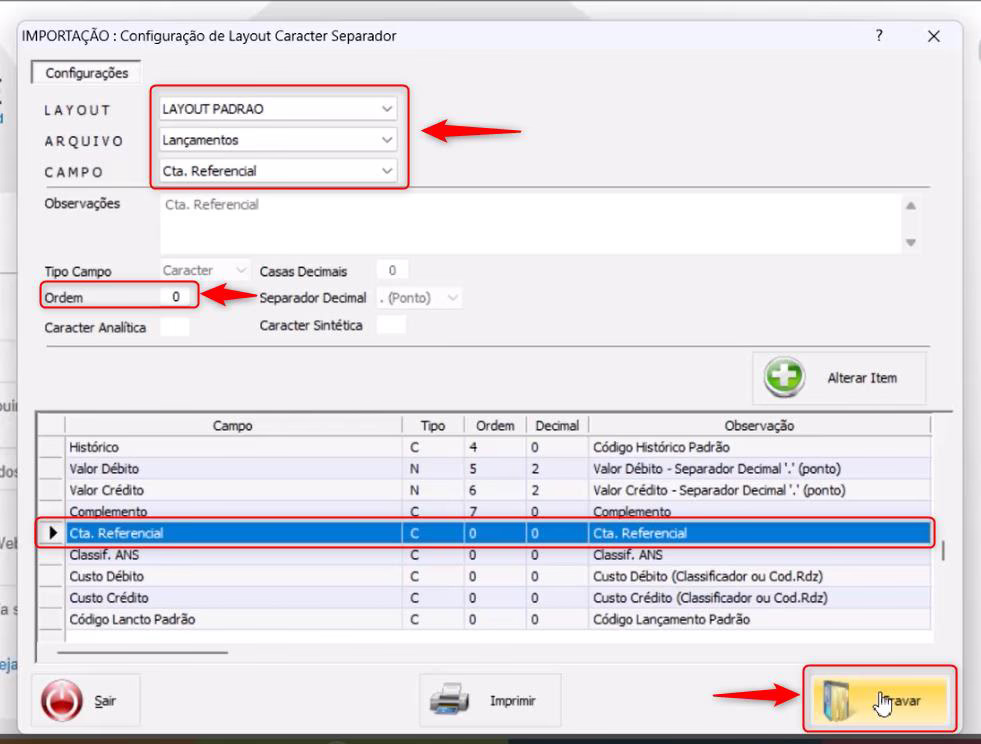 IMPORTAÇÃO : Configuração de Layout Caracter Separador ?
Configurações
LAYOUT LAYOUT PADRAO
ARQUIVO Lançamentos
CAMPO Cta. Referencial
Observações Cta. Referencial
Tipo Campo Caracter Casas Decimais 0
Ordem 0 Separador Decimal . (Ponto)
Caracter Analítica Caracter Sintética
Alterar Item
Campo Tipo Ordem Decimal Observação
Histórico C 4 0 Código Histórico Padrão
Valor Débito N 5 2 Valor Débito - Separador Decimal '.' (ponto)
Valor Crédito N 6 2 Valor Crédito - Separador Decimal '.' (ponto)
Complemento C 7 0 Complemento
Cta. Referencial C 0 0 Cta. Referencial
Classif. ANS C 0 0 Classif. ANS
Custo Débito C 0 0 Custo Débito (Classificador ou Cod.Rdz)
Custo Crédito C 0 0 Custo Crédito (Classificador ou Cod.Rdz)
Código Lancto Padrão C 0 0 Código Lançamento Padrão
Sair Imprimir